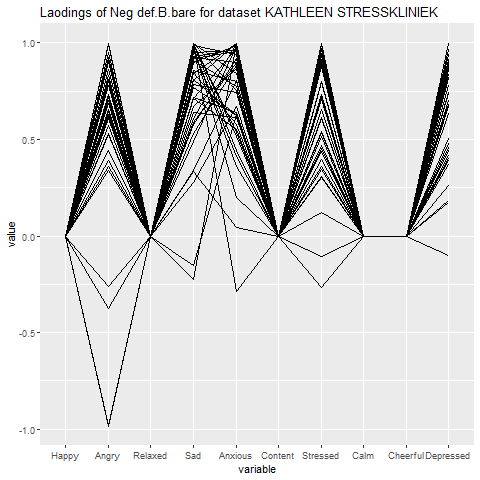 Laodings of Neg def.B.bare for dataset KATHLEEN STRESSKLINIEK
1.0
0.5
0.0
-0.5
-1.0
value
Happy Angry Relaxed Sad Anxious Content Stressed Calm Cheerful Depressed
variable